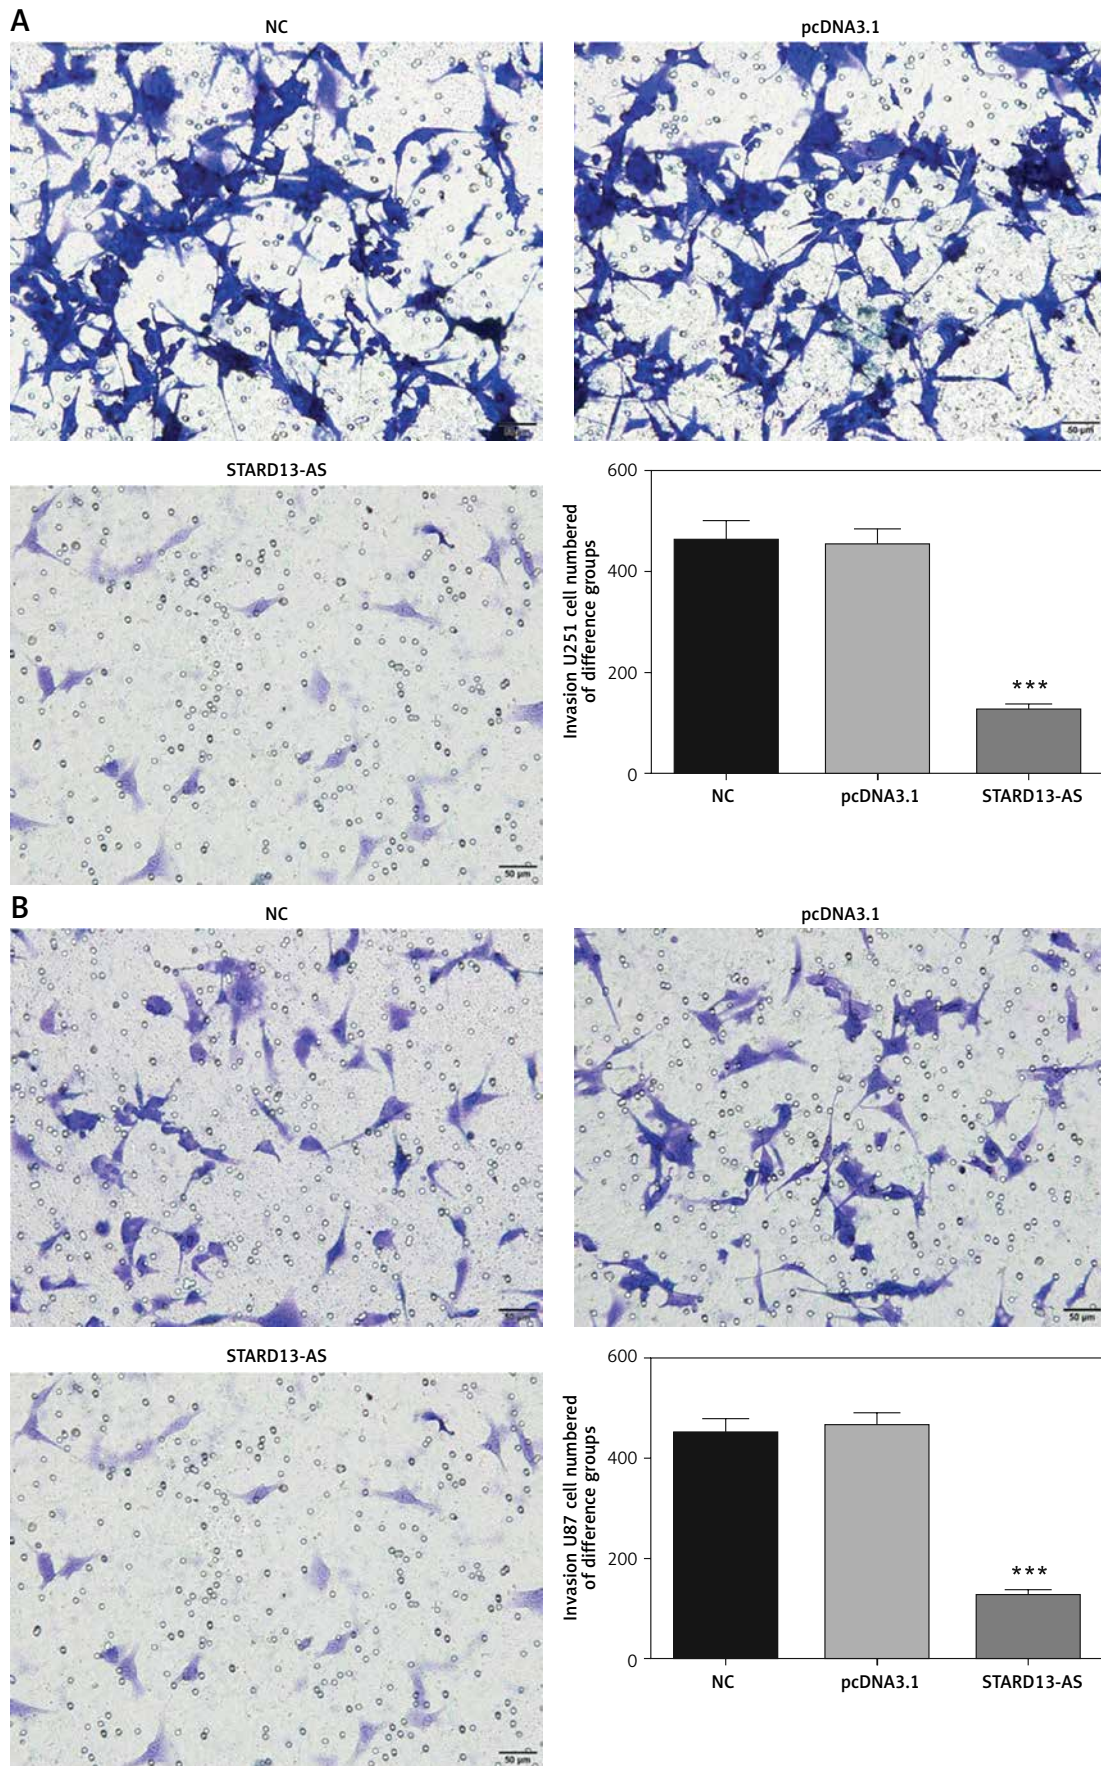 A
NC
pcDNA3.1
50 µm
STARD13-AS
50 µm
Invasion U251 cell numbered
of difference groups
600
400
200
0
***
NC
pcDNA3.1
STARD13-AS
B
NC
pcDNA3.1
50 µm
STARD13-AS
50 µm
Invasion U87 cell numbered
of difference groups
600
400
200
0
***
NC
pcDNA3.1
STARD13-AS